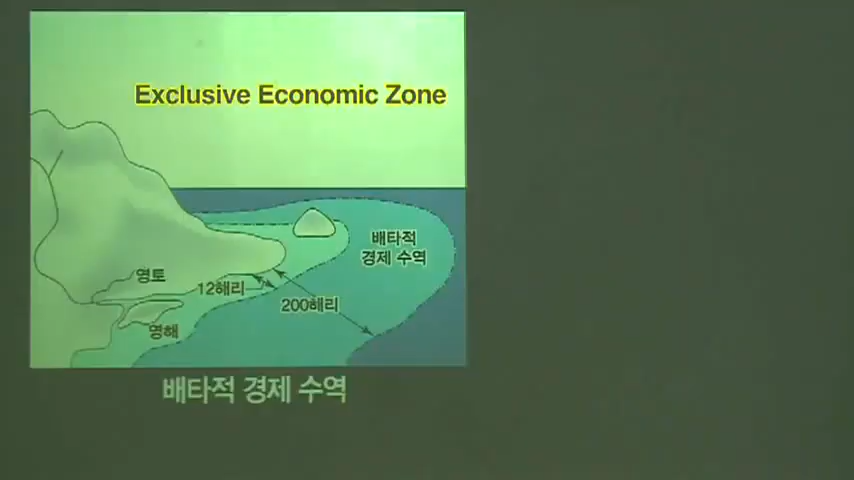 Exclusive Economic Zone
배타적
경제 수역
영토
12해리
200해리
영해
배타적 경제 수역